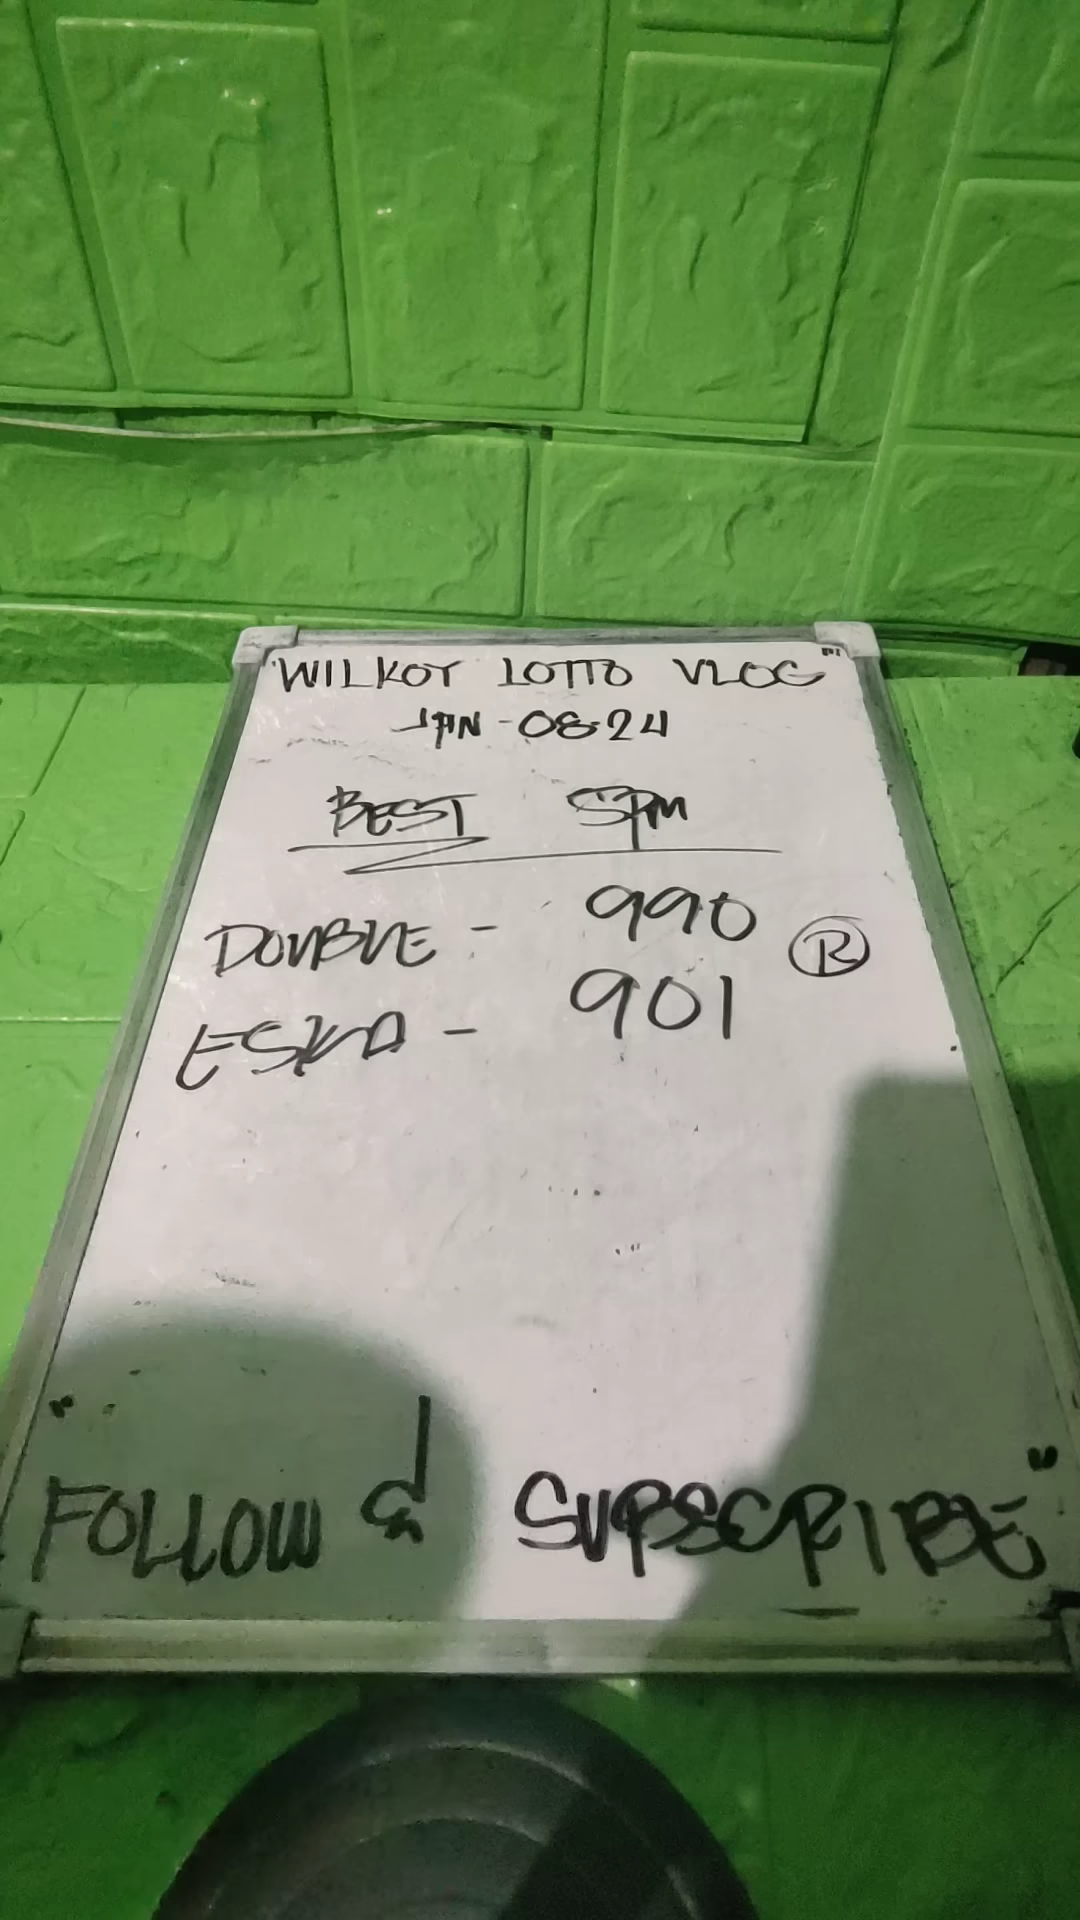 "WILKOY LOTTO VLOG"
JAN-08-24
BEST 5PM
DOUBLE - 990
R
ESKA - 901
"FOLLOW & SUBSCRIBE"